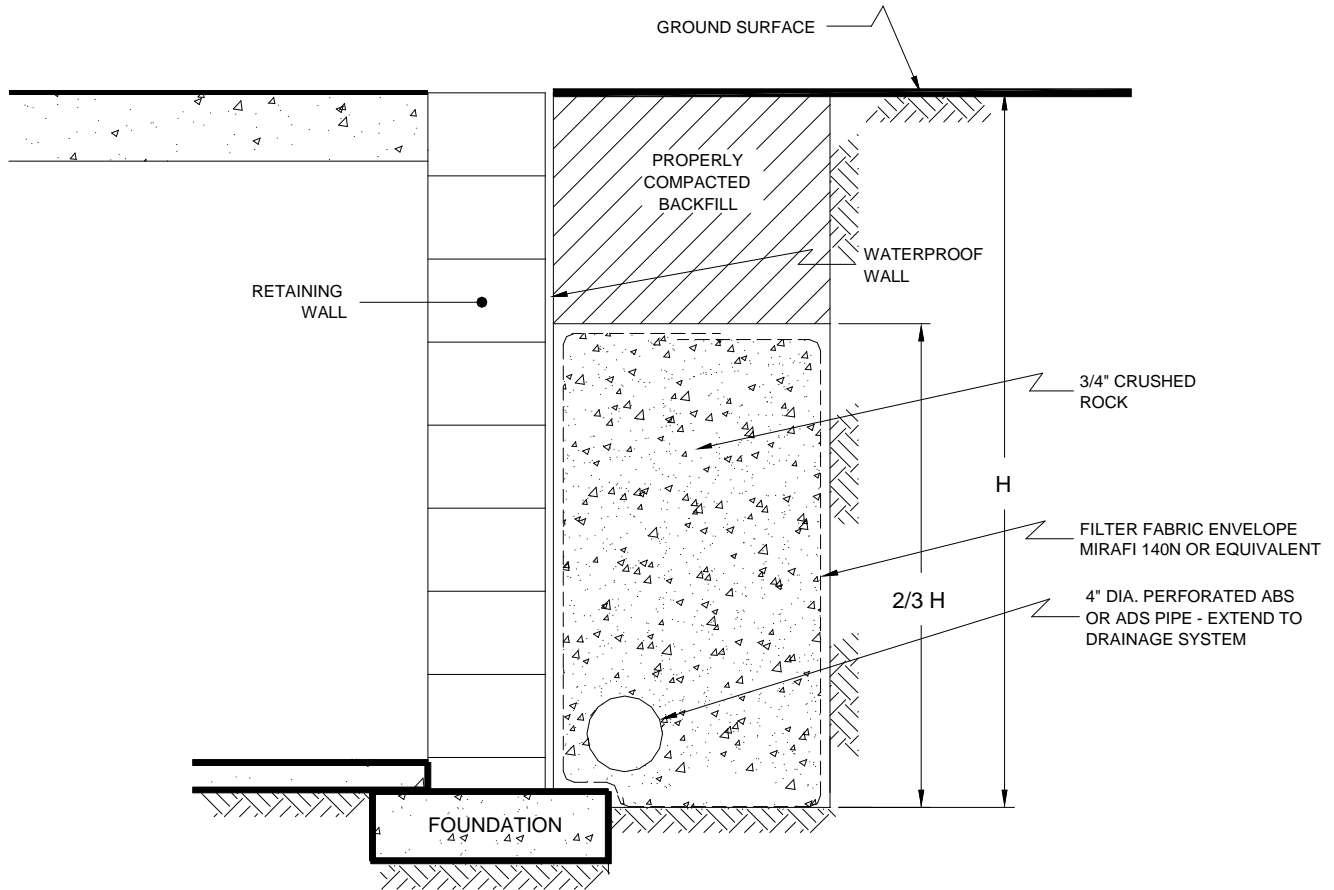 GROUND SURFACE
PROPERLY
COMPACTED
BACKFILL
WATERPROOF
WALL
RETAINING
WALL
3/4" CRUSHED
ROCK
H
FILTER FABRIC ENVELOPE
MIRAFI 140N OR EQUIVALENT
2/3 H
4" DIA. PERFORATED ABS
OR ADS PIPE - EXTEND TO
DRAINAGE SYSTEM
FOUNDATION